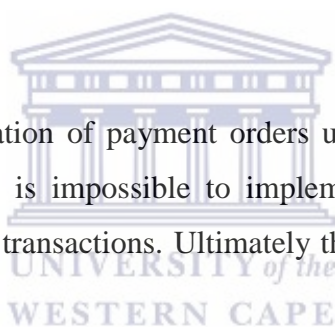 ation of payment orders u
is impossible to implem
transactions. Ultimately th
UNIVERSITY of the
WESTERN CAPE